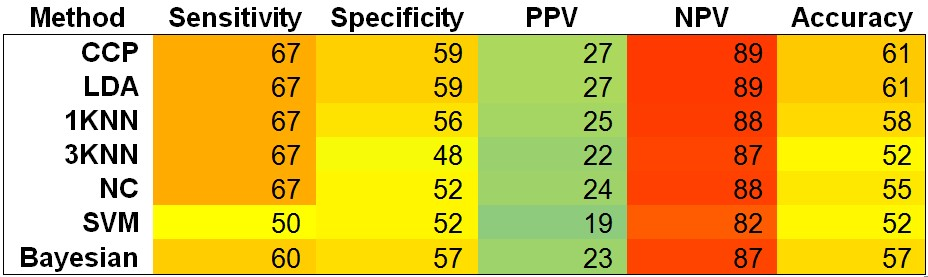 Method Sensitivity Specificity PPV NPV Accuracy
CCP 67 59 27 89 61
LDA 67 59 27 89 61
1KNN 67 56 25 88 58
3KNN 67 48 22 87 52
NC 67 52 24 88 55
SVM 50 52 19 82 52
Bayesian 60 57 23 87 57